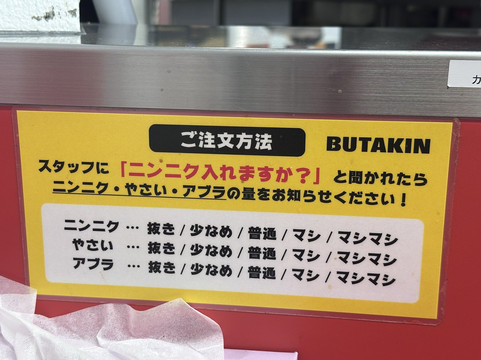 ご注文方法
BUTAKIN
スタッフに「ニンニク入れますか？」と聞かれたら
ニンニク・やさい・アブラの量をお知らせください！
ニンニク … 抜き / 少なめ / 普通 / マシ / マシマシ
やさい … 抜き / 少なめ / 普通 / マシ / マシマシ
アブラ … 抜き / 少なめ / 普通 / マシ / マシマシ